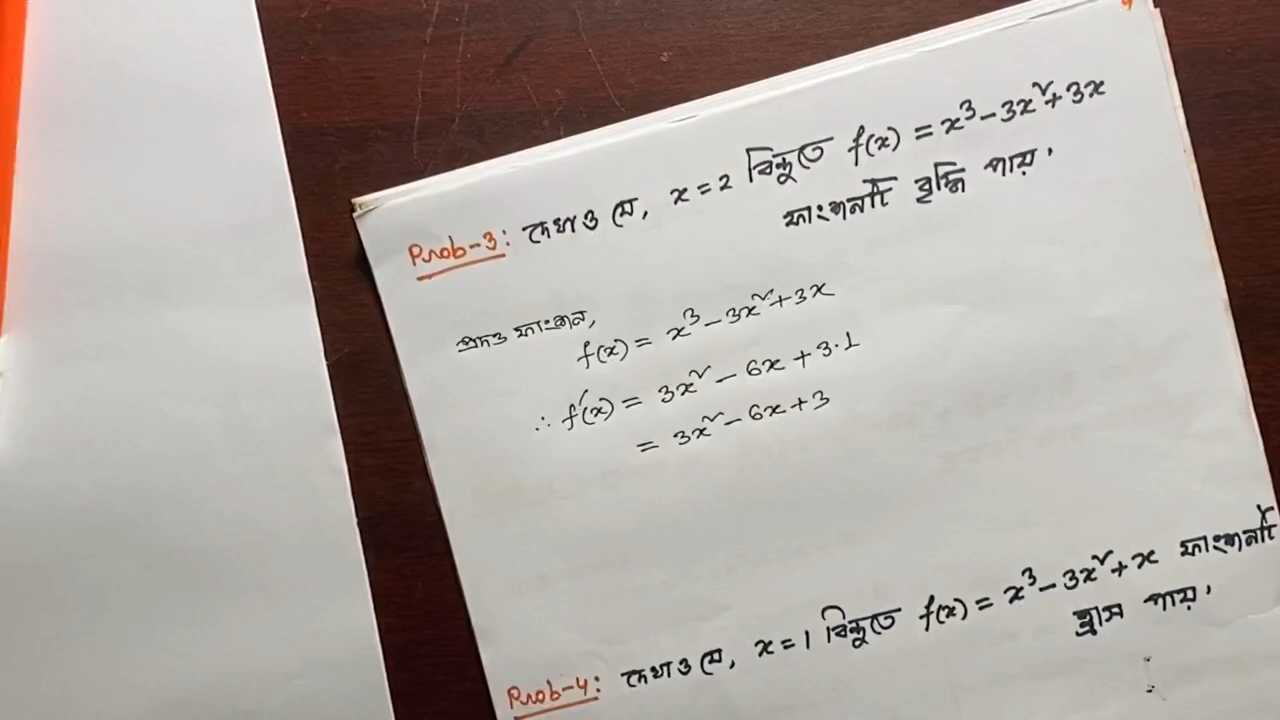 Prob-3: দেখাও যে, x = 2 বিন্দুতে f(x) = x³ - 3x² + 3x
ফাংশনটি বৃদ্ধি পায়.
প্রদত্ত ফাংশন,
f(x) = x³ - 3x² + 3x
∴ f'(x) = 3x² - 6x + 3·1
= 3x² - 6x + 3
Prob-4: দেখাও যে, x = 1 বিন্দুতে f(x) = x³ - 3x² + x ফাংশনটি
হ্রাস পায়.